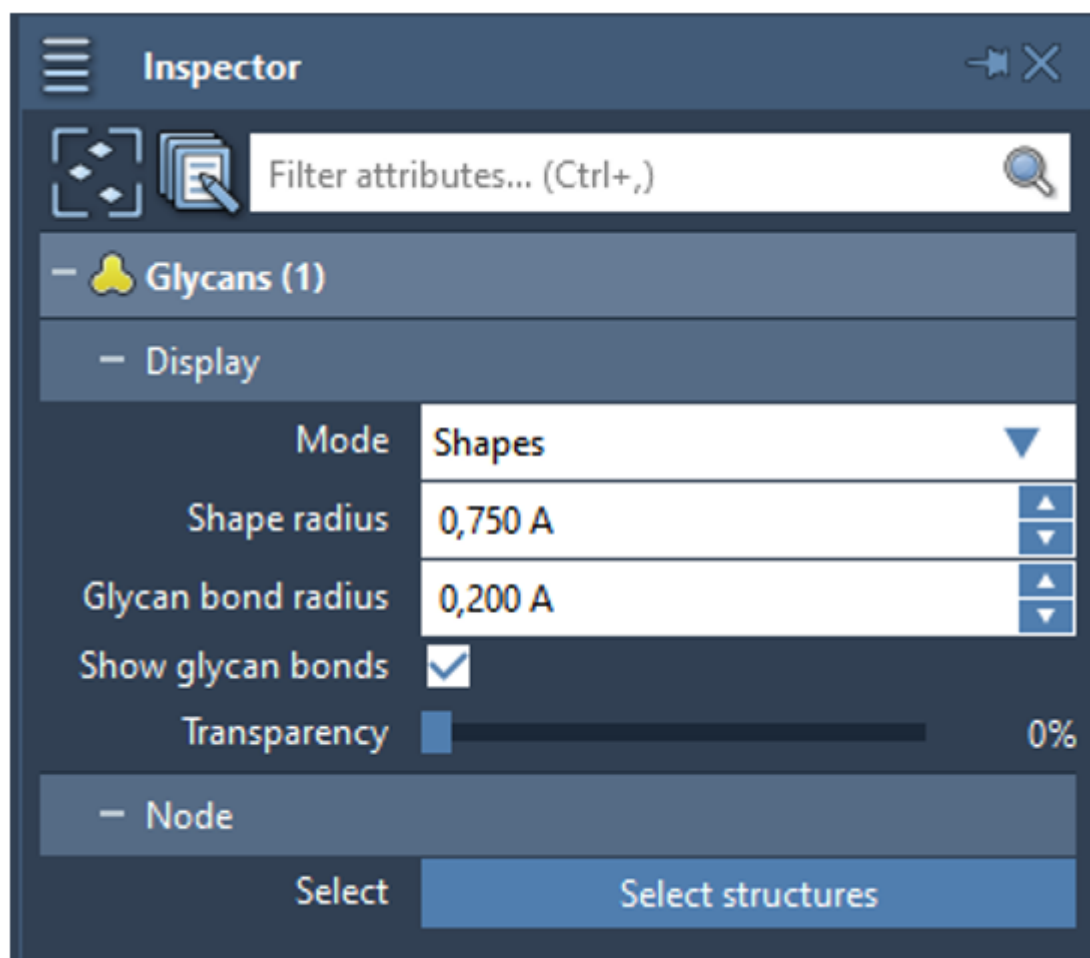 Inspector
Filter attributes... (Ctrl+,)
Glycans (1)
Display
Mode Shapes
Shape radius 0,750 A
Glycan bond radius 0,200 A
Show glycan bonds
Transparency 0%
Node
Select Select structures